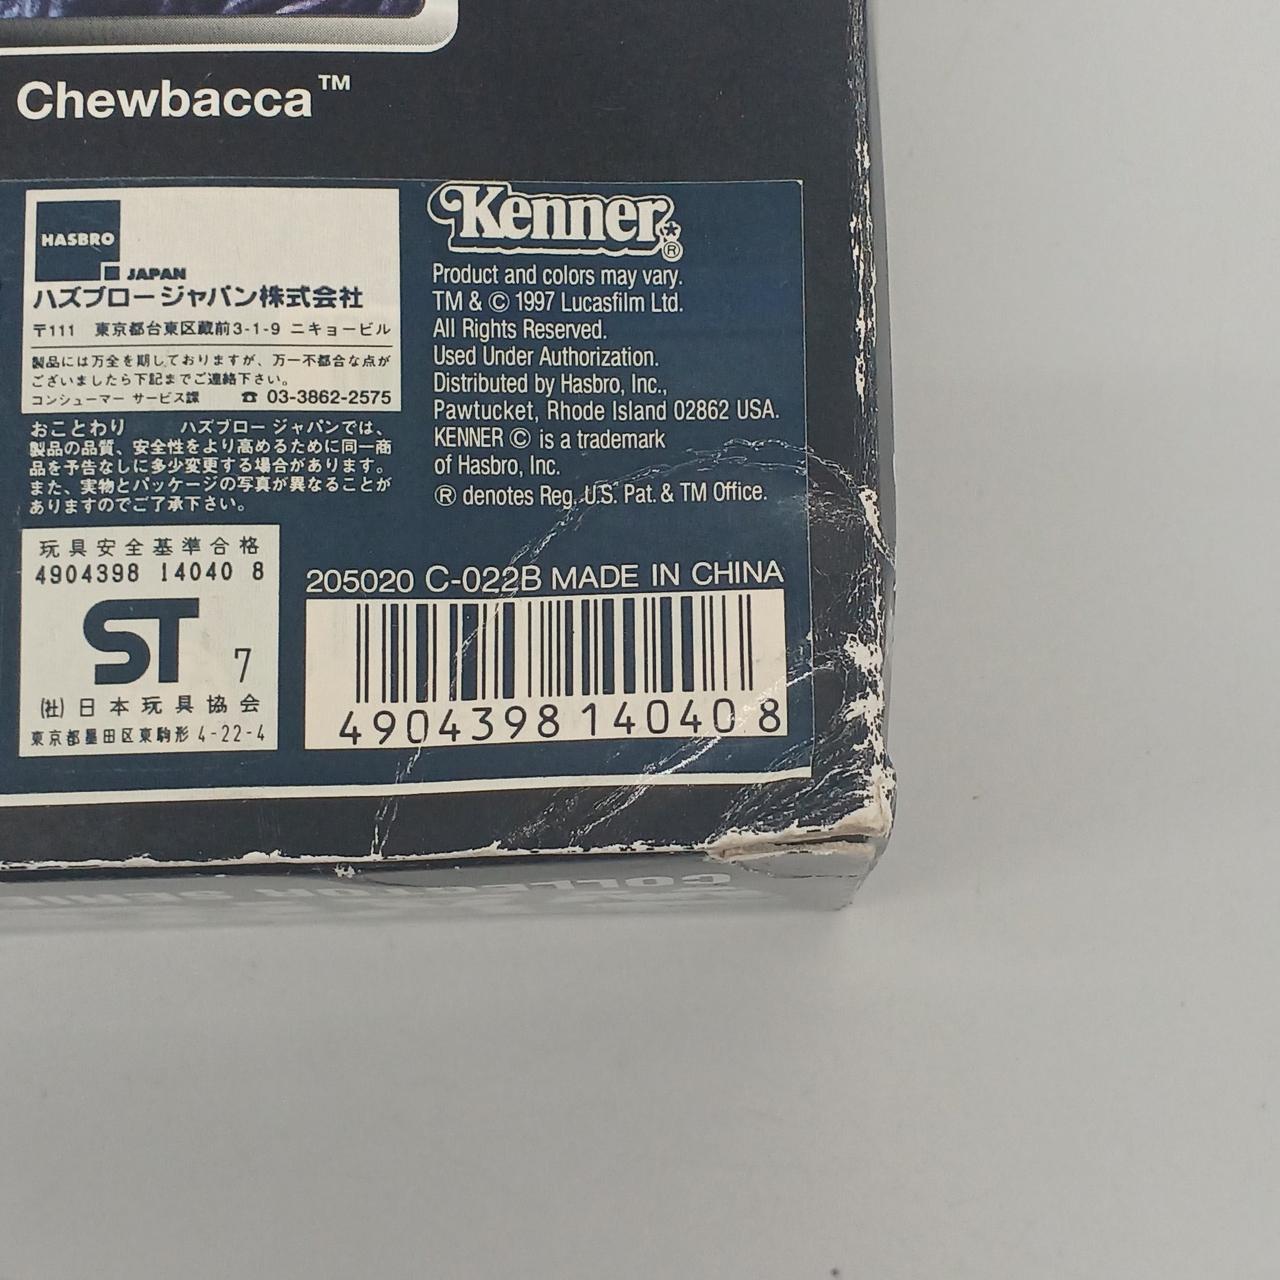 Chewbacca™
HASBRO
JAPAN
ハズブロージャパン株式会社
〒111 東京都台東区蔵前3-1-9 ニキョービル
製品には万全を期しておりますが、万一不都合な点が
ございましたら下記までご連絡下さい。
コンシューマー サービス課 ☎ 03-3862-2575
おことわり ハズブロージャパンでは、
製品の品質、安全性をより高めるために同一商
品を予告なしに多少変更する場合があります。
また、実物とパッケージの写真が異なることが
ありますのでご了承下さい。
玩具安全基準合格
4904398 14040 8
ST 7
(社)日本玩具協会
東京都墨田区東駒形 4-22-4
Kenner®
Product and colors may vary.
TM & © 1997 Lucasfilm Ltd.
All Rights Reserved.
Used Under Authorization.
Distributed by Hasbro, Inc.,
Pawtucket, Rhode Island 02862 USA.
KENNER © is a trademark
of Hasbro, Inc.
® denotes Reg. U.S. Pat. & TM Office.
205020 C-022B MADE IN CHINA
4904398 14040 8
COLLECTOR SERIE